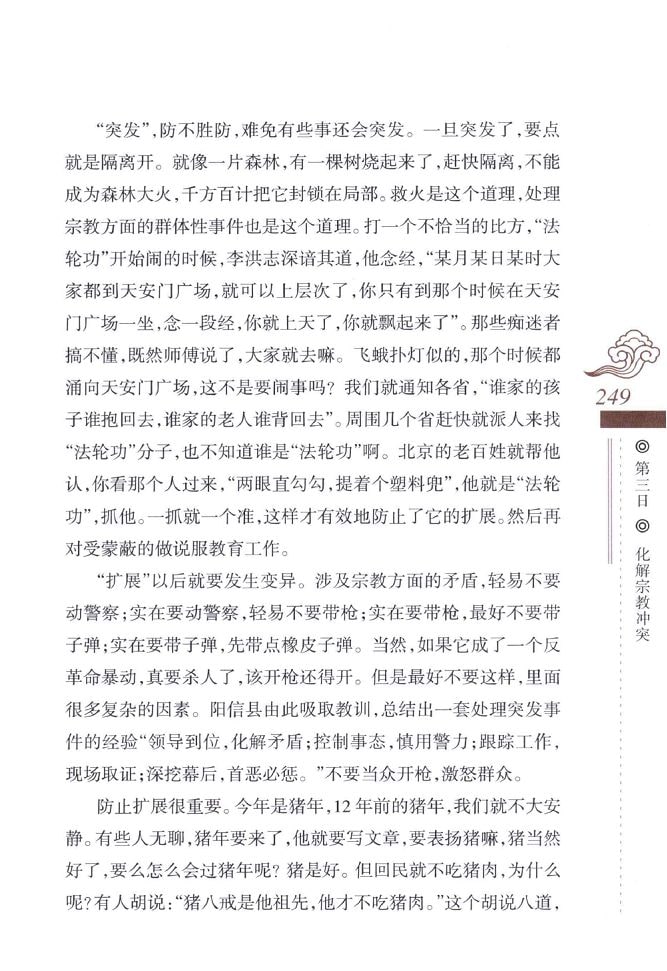 “突发”,防不胜防,难免有些事还会突发。一旦突发了,要点
就是隔离开。就像一片森林,有一棵树烧起来了,赶快隔离,不能
成为森林大火,千方百计把它封锁在局部。救火是这个道理,处理
宗教方面的群体性事件也是这个道理。打一个不恰当的比方,“法
轮功”开始闹的时候,李洪志深谙其道,他念经,“某月某日某时大
家都到天安门广场,就可以上层次了,你只有到那个时候在天安
门广场一坐,念一段经,你就上天了,你就飘起来了”。那些痴迷者
搞不懂,既然师傅说了,大家就去嘛。飞蛾扑灯似的,那个时候都
涌向天安门广场,这不是要闹事吗?我们就通知各省,“谁家的孩
子谁抱回去,谁家的老人谁背回去”。周围几个省赶快就派人来找
“法轮功”分子,也不知道谁是“法轮功”啊。北京的老百姓就帮他
认,你看那个人过来,“两眼直勾勾,提着个塑料兜”,他就是“法轮
功”,抓他。一抓就一个准,这样才有效地防止了它的扩展。然后再
对受蒙蔽的做说服教育工作。
“扩展”以后就要发生变异。涉及宗教方面的矛盾,轻易不要
动警察;实在要动警察,轻易不要带枪;实在要带枪,最好不要带
子弹;实在要带子弹,先带点橡皮子弹。当然,如果它成了一个反
革命暴动,真要杀人了,该开枪还得开。但是最好不要这样,里面
很多复杂的因素。阳信县由此吸取教训,总结出一套处理突发事
件的经验“领导到位,化解矛盾;控制事态,慎用警力;跟踪工作,
现场取证;深挖幕后,首恶必惩。”不要当众开枪,激怒群众。
防止扩展很重要。今年是猪年,12年前的猪年,我们就不大安
静。有些人无聊,猪年要来了,他就要写文章,要表扬猪嘛,猪当然
好了,要么怎么会过猪年呢?猪是好。但回民就不吃猪肉,为什么
呢?有人胡说:“猪八戒是他祖先,他才不吃猪肉。”这个胡说八道,
249
◎第三日◎化解宗教冲突